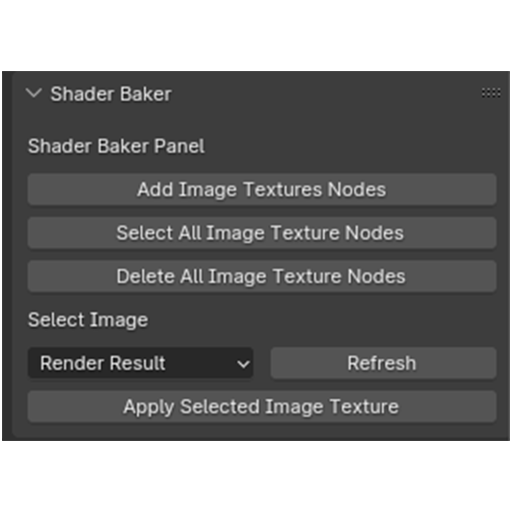 Shader Baker
Shader Baker Panel
Add Image Textures Nodes
Select All Image Texture Nodes
Delete All Image Texture Nodes
Select Image
Render Result Refresh
Apply Selected Image Texture